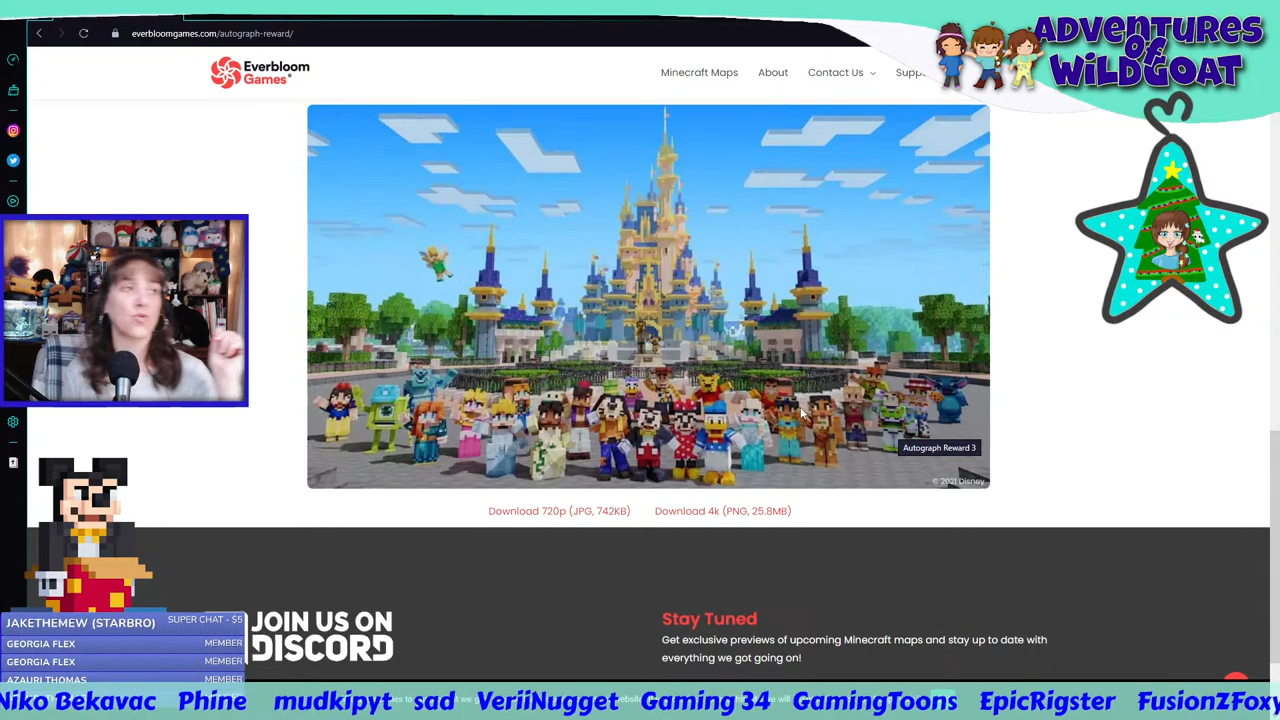 everbloomgames.com/autograph-reward/
ADVENTURES
OF
WILDGOAT
Everbloom
Games
Minecraft Maps
About
Contact Us
Autograph Reward 3
© 2021 Disney
Download 720p (JPG, 742KB)
Download 4k (PNG, 25.8MB)
JAKETHEMEW (STARBRO)
SUPER CHAT - $5
GEORGIA FLEX
MEMBER
GEORGIA FLEX
MEMBER
AZAURI THOMAS
MEMBER
JOIN US ON
DISCORD
Stay Tuned
Get exclusive previews of upcoming Minecraft maps and stay up to date with
everything we got going on!
Niko Bekavac Phine mudkipyt sad VeriiNugget Gaming 34 GamingToons EpicRigster FusionZFoxy